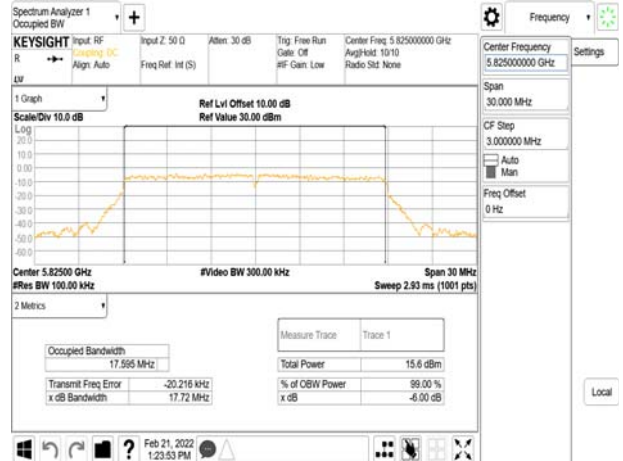 Spectrum Analyzer 1
Occupied BW
Frequency
KEYSIGHT
R
Input: RF
Coupling: DC
Align: Auto
Input Z: 50 Ω
Freq Ref: Int (S)
Atten: 30 dB
Trig: Free Run
Gate: Off
#IF Gain: Low
Center Freq: 5.825000000 GHz
Avg|Hold: 10/10
Radio Std: None
Center Frequency
5.825000000 GHz
Settings
Span
30.000 MHz
CF Step
3.000000 MHz
Auto
Man
Freq Offset
0 Hz
1 Graph
Scale/Div 10.0 dB
Ref Lvl Offset 10.00 dB
Ref Value 30.00 dBm
Log
20.0
10.0
0.00
-10.0
-20.0
-30.0
-40.0
-50.0
-60.0
Center 5.82500 GHz
#Res BW 100.00 kHz
#Video BW 300.00 kHz
Span 30 MHz
Sweep 2.93 ms (1001 pts)
2 Metrics
Measure Trace
Trace 1
Occupied Bandwidth
17.595 MHz
Total Power
15.6 dBm
Transmit Freq Error
-20.216 kHz
% of OBW Power
99.00 %
x dB Bandwidth
17.72 MHz
x dB
-6.00 dB
Local
?
Feb 21, 2022
1:23:53 PM